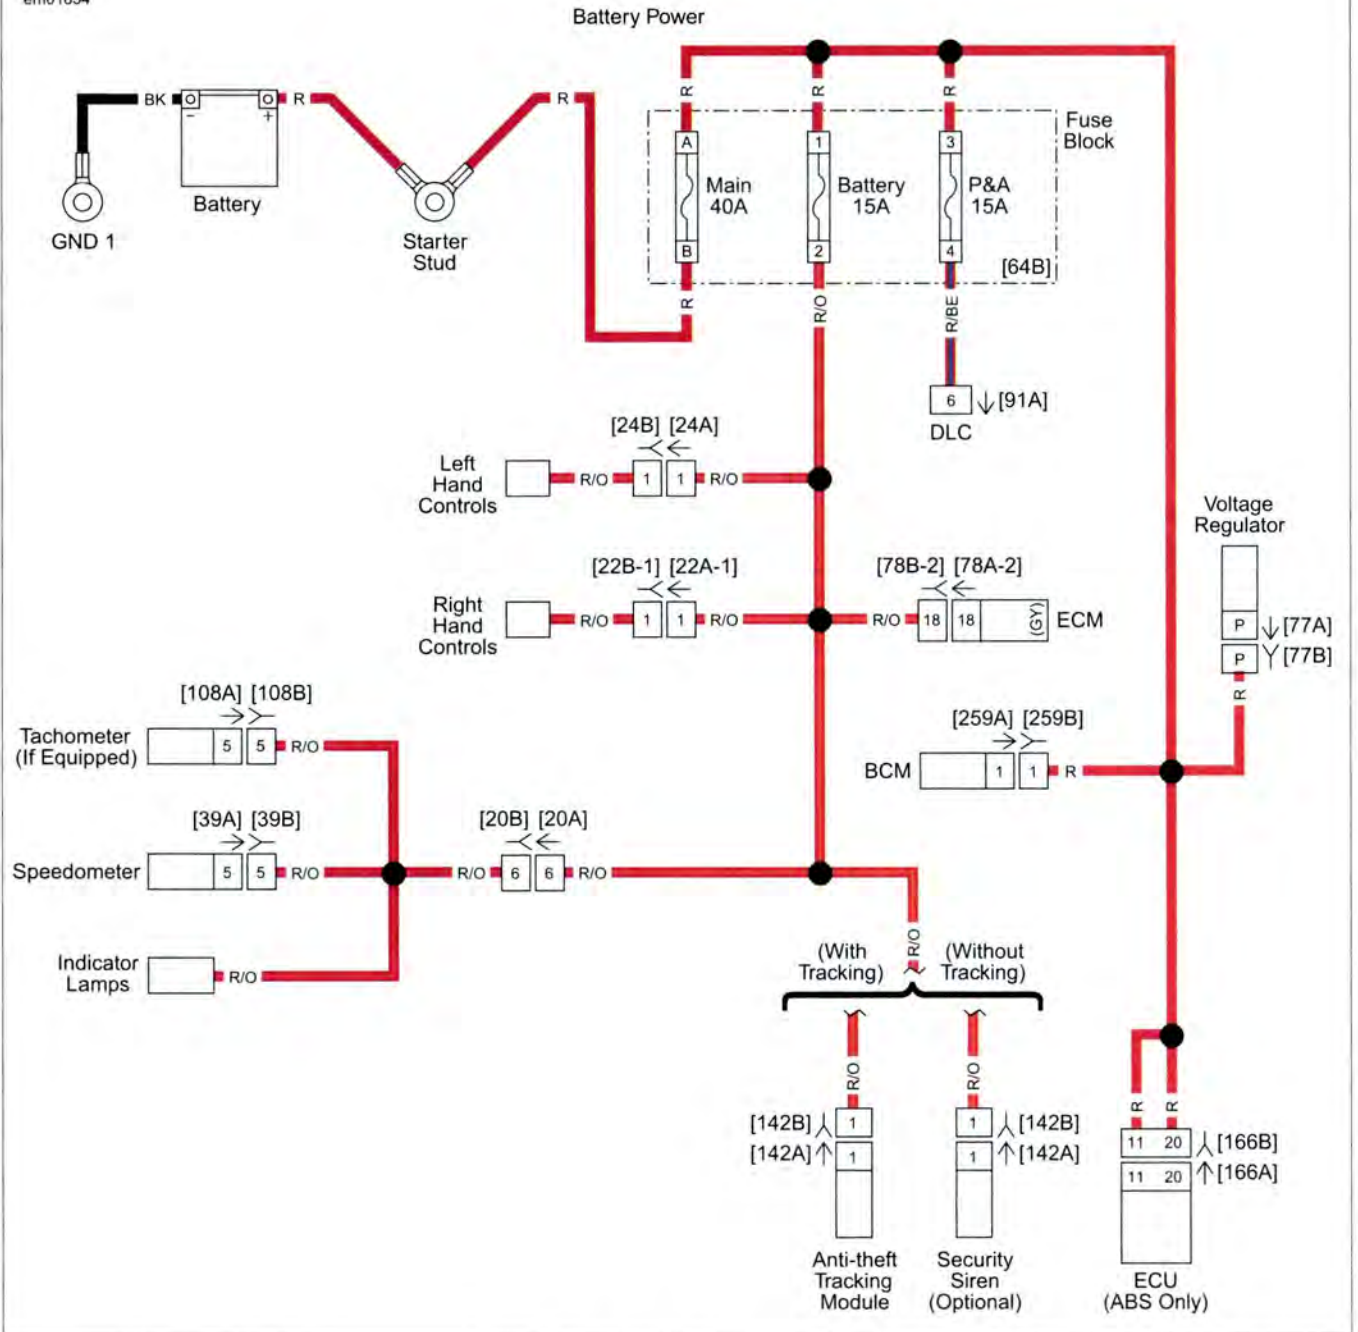 Battery Power
BK
R
R
- +
Battery
GND 1
Starter
Stud
R
R
R
Fuse
Block
A
1
3
Main
40A
Battery
15A
P&A
15A
B
2
4
[64B]
R
R/O
R/BE
6
[91A]
DLC
[24B] [24A]
Left
Hand
Controls
R/O
1
1
R/O
Voltage
Regulator
[22B-1] [22A-1]
[78B-2] [78A-2]
Right
Hand
Controls
R/O
1
1
R/O
R/O
18
18
(GY)
ECM
P
[77A]
P
[77B]
R
[108A] [108B]
Tachometer
(If Equipped)
5
5
R/O
[259A] [259B]
BCM
1
1
R
[39A] [39B]
[20B] [20A]
Speedometer
5
5
R/O
R/O
6
6
R/O
Indicator
Lamps
R/O
R/O
(With
Tracking)
(Without
Tracking)
R/O
R/O
R
R
[142B]
1
1
[142B]
[142A]
1
1
[142A]
11
20
[166B]
11
20
[166A]
Anti-theft
Tracking
Module
Security
Siren
(Optional)
ECU
(ABS Only)